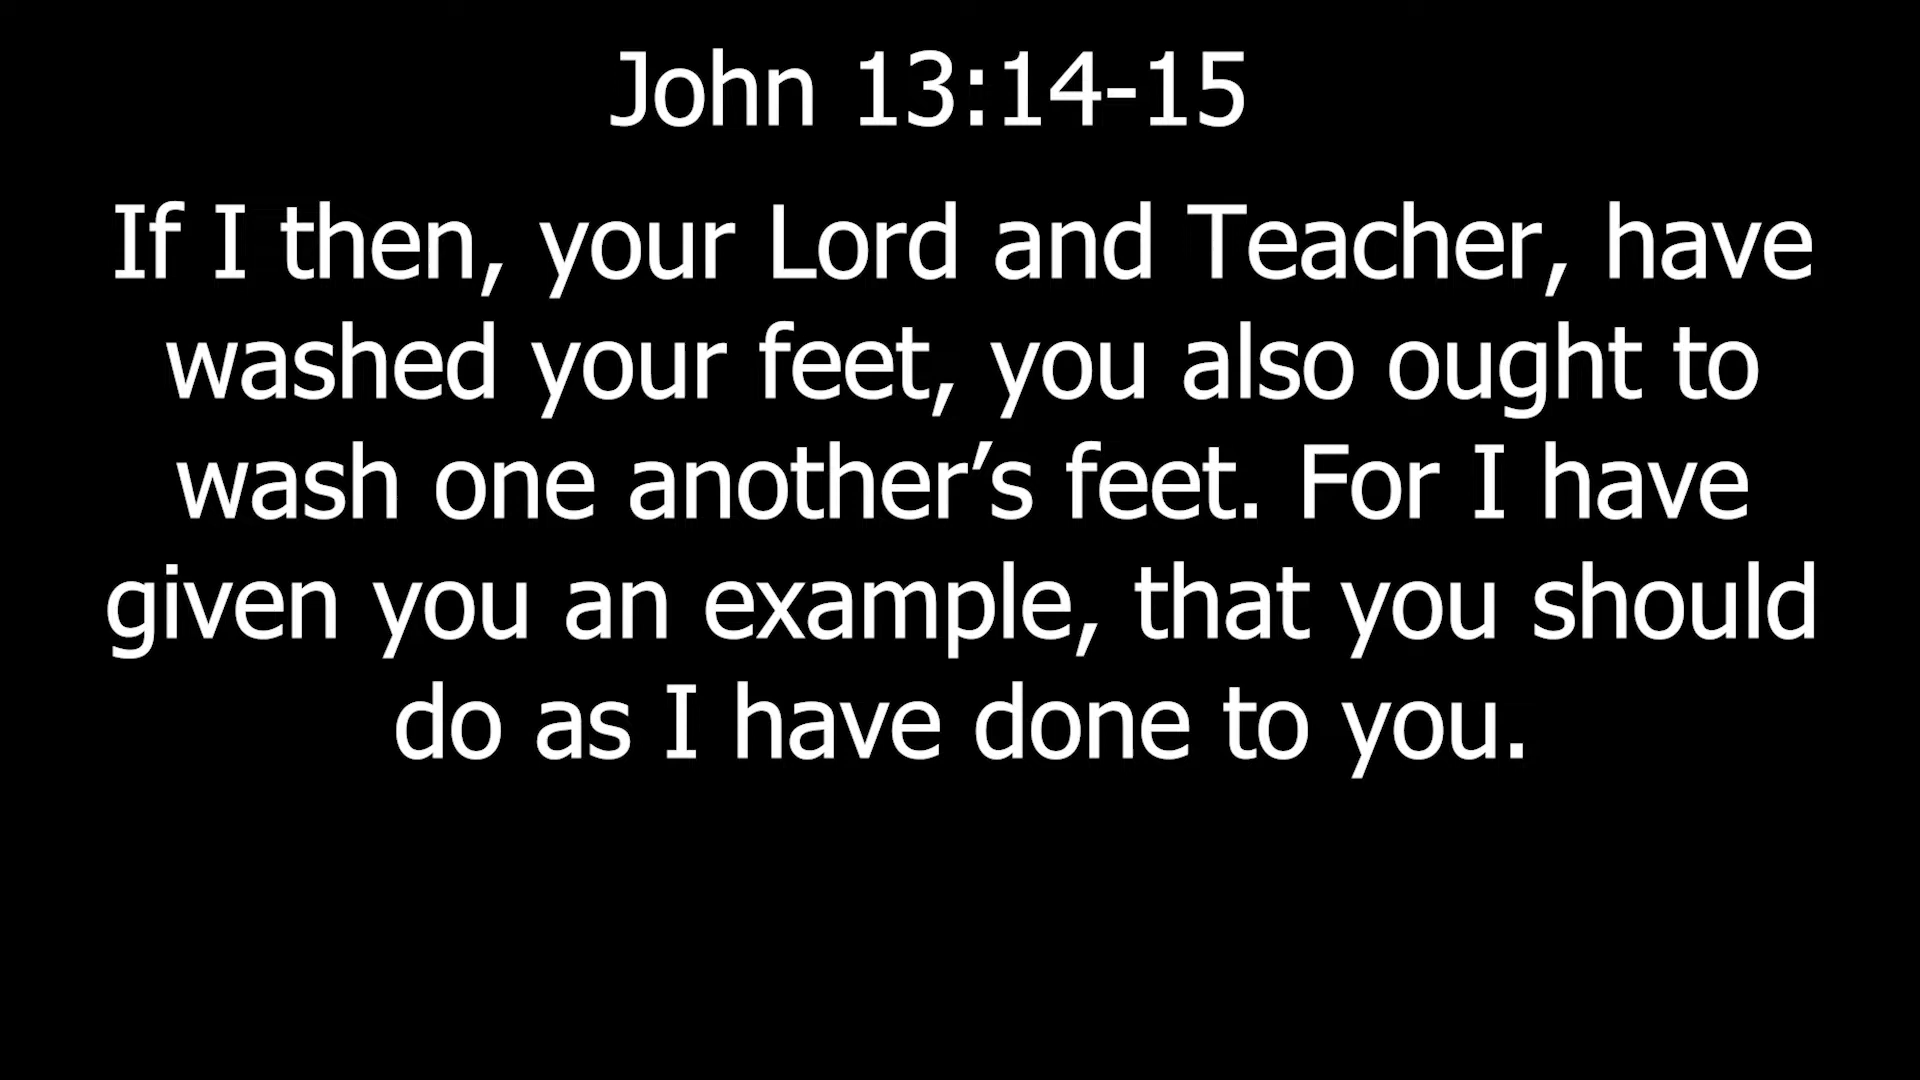 John 13:14-15
If I then, your Lord and Teacher, have
washed your feet, you also ought to
wash one another’s feet. For I have
given you an example, that you should
do as I have done to you.